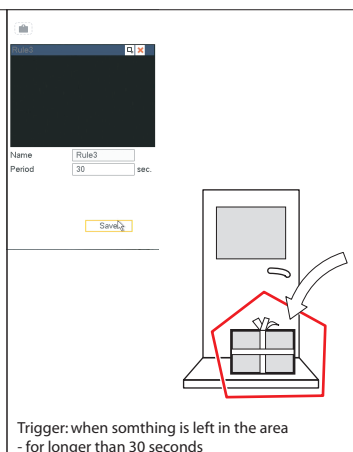 Rule3
Name Rule3
Period 30 sec.
Save
Trigger: when somthing is left in the area
- for longer than 30 seconds